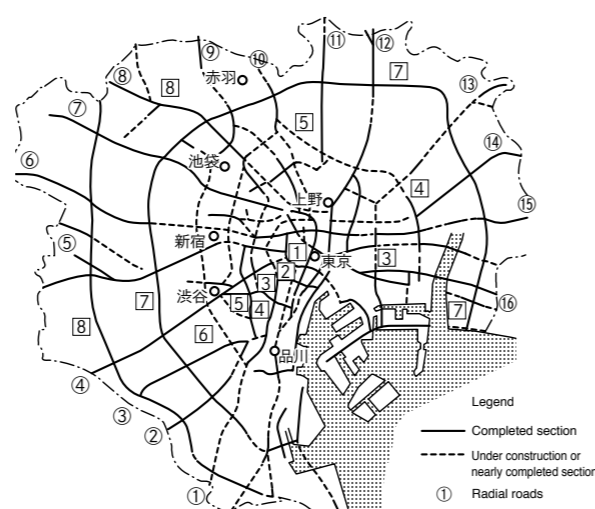 ⑪
⑫
⑨
⑩
赤羽
⑧
8
7
⑬
⑦
5
⑭
⑥
池袋
4
上野
⑮
⑤
新宿
1
東京
3
2
3
渋谷
5
4
7
7
⑯
8
6
品川
④
③
②
①
Legend
Completed section
Under construction or
nearly completed section
① Radial roads